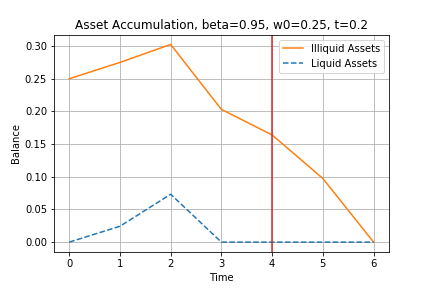 Asset Accumulation, beta=0.95, w0=0.25, t=0.2
Illiquid Assets
Liquid Assets
0.30
0.25
0.20
0.15
0.10
0.05
0.00
Balance
0 1 2 3 4 5 6
Time